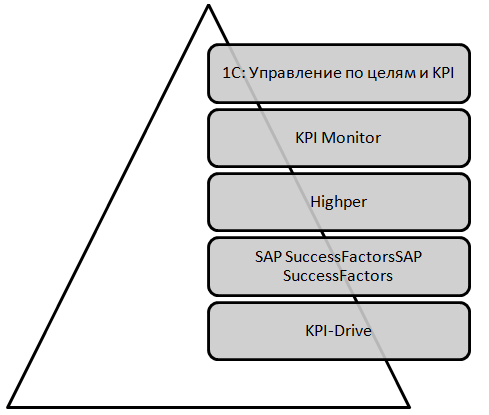 1С: Управление по целям и KPI
KPI Monitor
Highper
SAP SuccessFactorsSAP
SuccessFactors
KPI-Drive